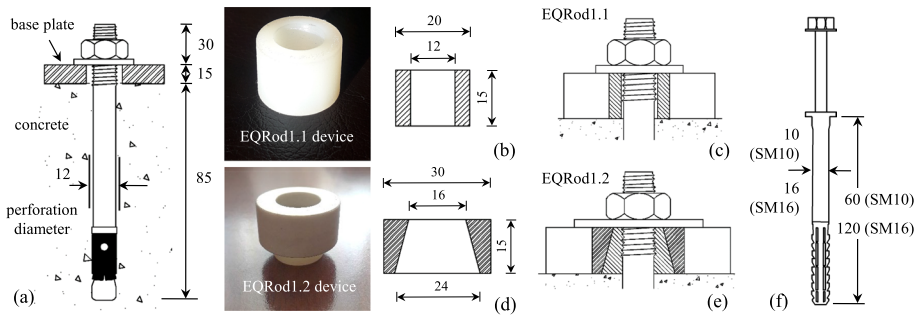 base plate
30
15
concrete
12
85
perforation
diameter
(a)
EQRod1.1 device
EQRod1.2 device
20
12
15
(b)
30
16
15
24
(d)
EQRod1.1
(c)
EQRod1.2
(e)
10
(SM10)
16
(SM16)
60 (SM10)
120 (SM16)
(f)